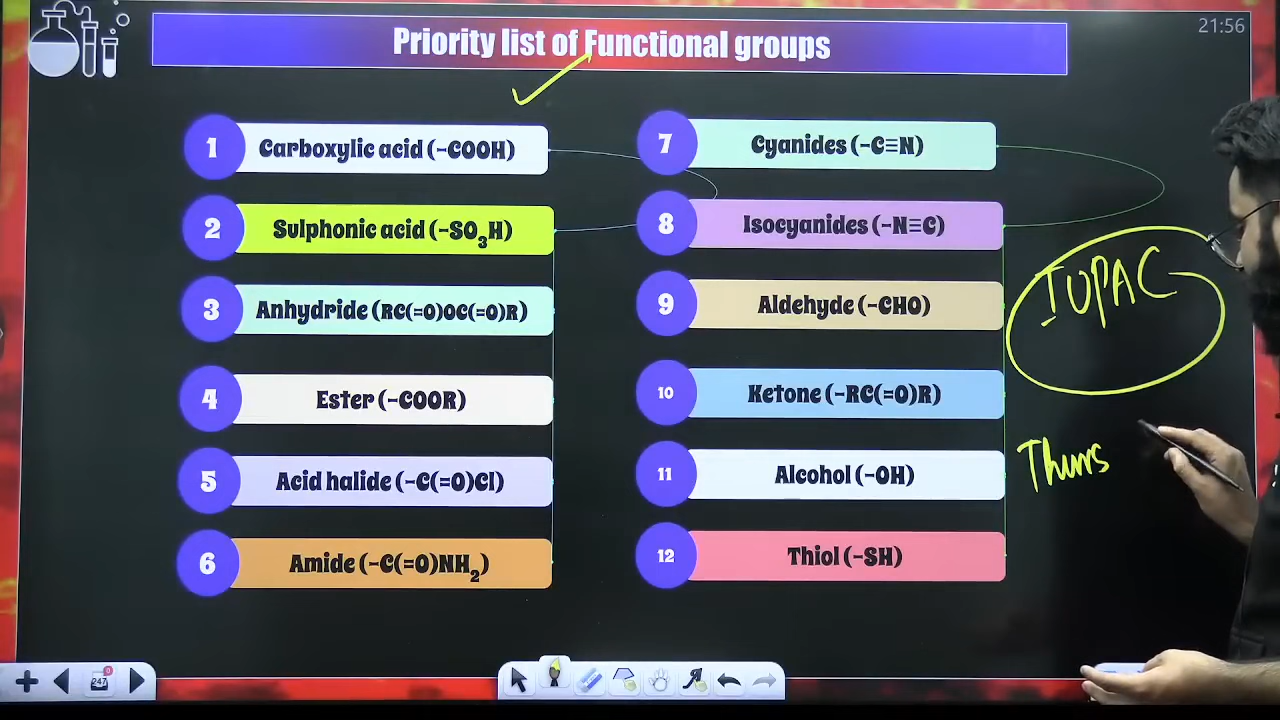 21:56
Priority list of Functional groups
1 Carboxylic acid (-COOH)
2 Sulphonic acid (-SO₃H)
3 Anhydride (RC(=O)OC(=O)R)
4 Ester (-COOR)
5 Acid halide (-C(=O)Cl)
6 Amide (-C(=O)NH₂)
7 Cyanides (-C≡N)
8 Isocyanides (-N≡C)
9 Aldehyde (-CHO)
10 Ketone (-RC(=O)R)
11 Alcohol (-OH)
12 Thiol (-SH)
IUPAC
Thurs
247